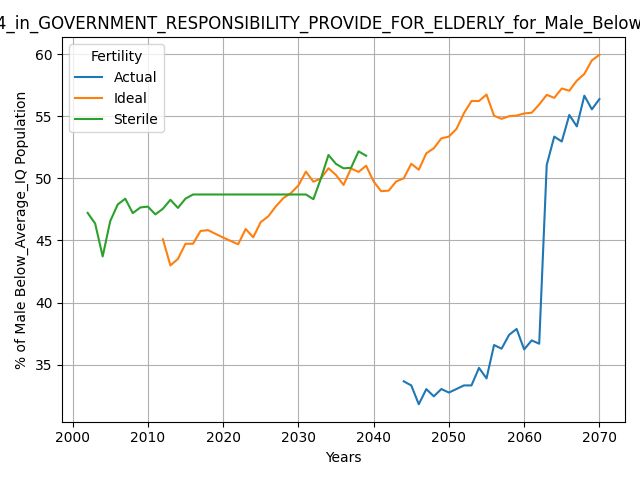 4_in_GOVERNMENT_RESPONSIBILITY_PROVIDE_FOR_ELDERLY_for_Male_Below
% of Male Below_Average_IQ Population
Fertility
Actual
Ideal
Sterile
60
55
50
45
40
35
2000
2010
2020
2030
2040
2050
2060
2070
Years